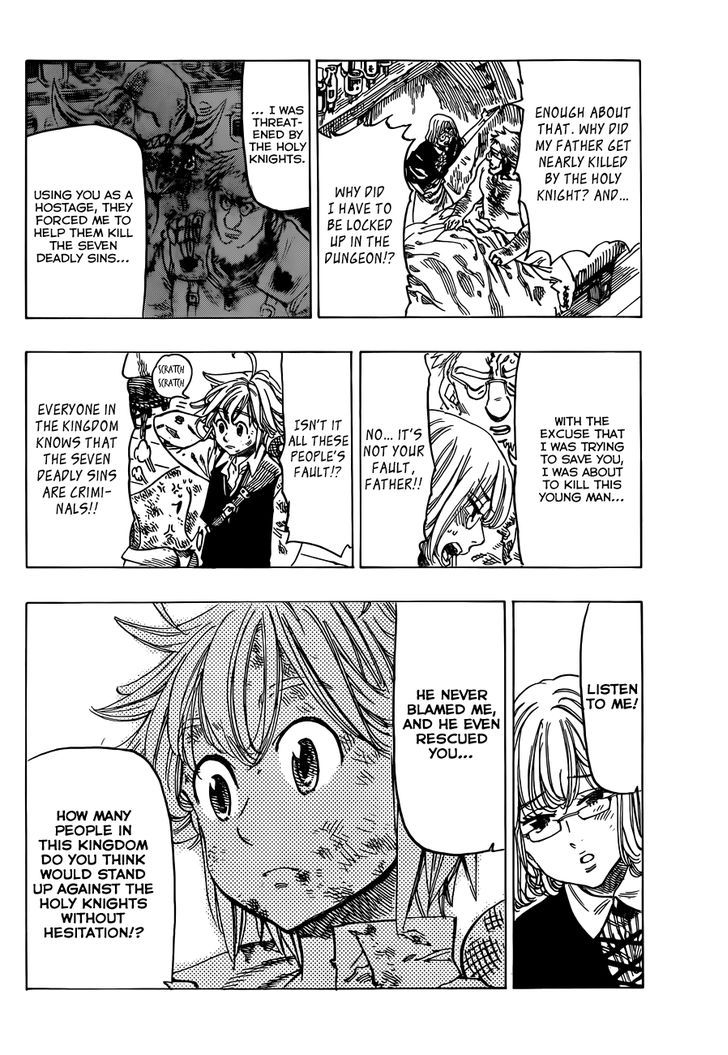 ENOUGH ABOUT
THAT. WHY DID
MY FATHER GET
NEARLY KILLED
BY THE HOLY
KNIGHT? AND...
WHY DID
I HAVE TO
BE LOCKED
UP IN THE
DUNGEON!?
... I WAS
THREAT-
ENED BY
THE HOLY
KNIGHTS.
USING YOU AS A
HOSTAGE, THEY
FORCED ME TO
HELP THEM KILL
THE SEVEN
DEADLY SINS...
WITH THE
EXCUSE THAT
I WAS TRYING
TO SAVE YOU,
I WAS ABOUT
TO KILL THIS
YOUNG MAN...
NO... IT'S
NOT YOUR
FAULT,
FATHER!!
ISN'T IT
ALL THESE
PEOPLE'S
FAULT!?
SCRATCH
SCRATCH
EVERYONE IN
THE KINGDOM
KNOWS THAT
THE SEVEN
DEADLY SINS
ARE CRIMI-
NALS!!
LISTEN
TO ME!
HE NEVER
BLAMED ME,
AND HE EVEN
RESCUED
YOU...
HOW MANY
PEOPLE IN
THIS KINGDOM
DO YOU THINK
WOULD STAND
UP AGAINST THE
HOLY KNIGHTS
WITHOUT
HESITATION!?